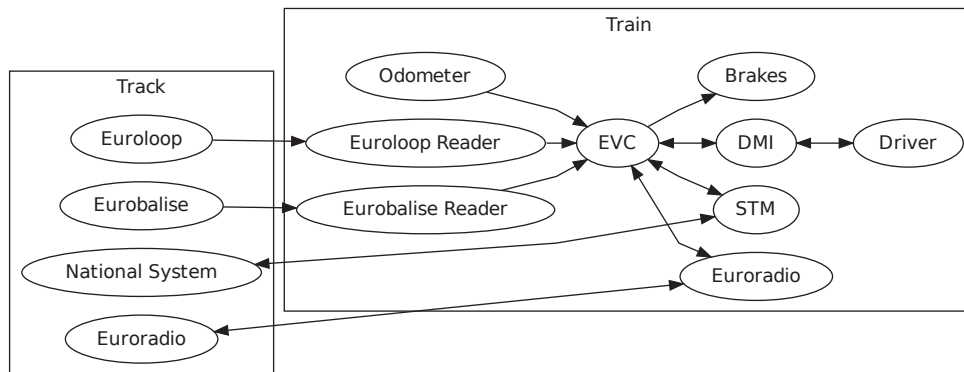 Train
Track
Odometer
Brakes
Euroloop
Euroloop Reader
EVC
DMI
Driver
Eurobalise
Eurobalise Reader
STM
National System
Euroradio
Euroradio